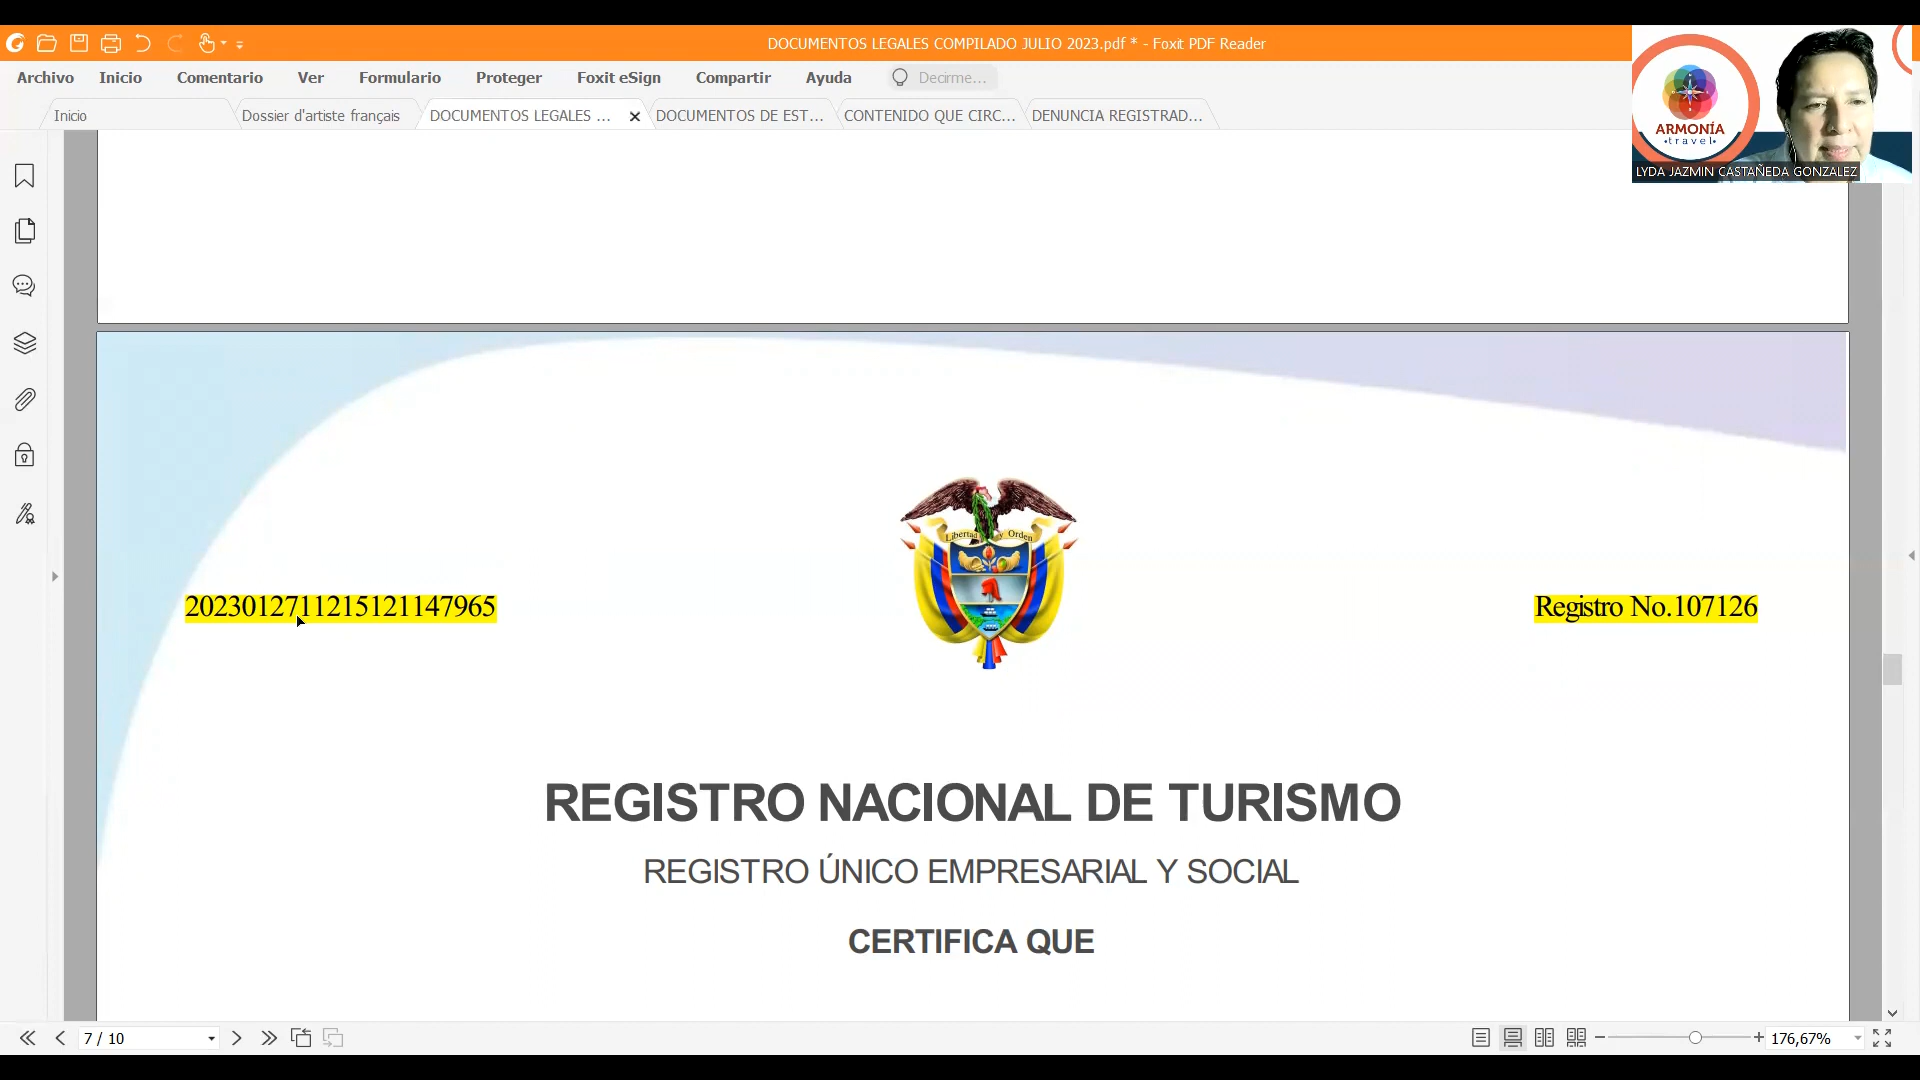 DOCUMENTOS LEGALES COMPILADO JULIO 2023.pdf * - Foxit PDF Reader
Archivo Inicio Comentario Ver Formulario Proteger Foxit eSign Compartir Ayuda Decirme...
Inicio Dossier d'artiste français DOCUMENTOS LEGALES ... DOCUMENTOS DE EST... CONTENIDO QUE CIRC... DENUNCIA REGISTRAD...
ARMONÍA
travel
LYDA JAZMIN CASTAÑEDA GONZALEZ
Libertad y Orden
2023012711215121147965
Registro No.107126
REGISTRO NACIONAL DE TURISMO
REGISTRO ÚNICO EMPRESARIAL Y SOCIAL
CERTIFICA QUE
7 / 10
176,67%